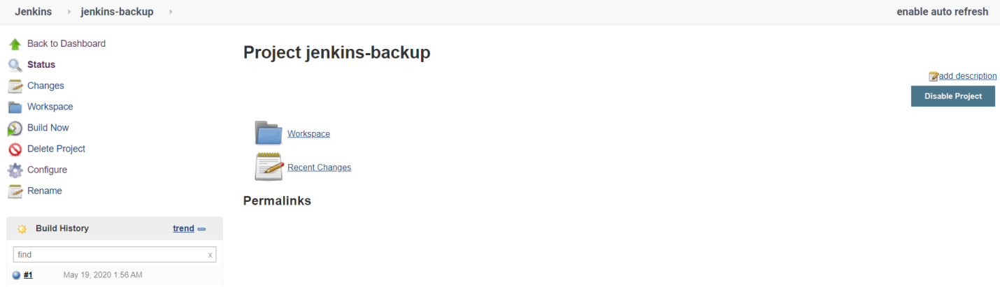 Jenkins jenkins-backup enable auto refresh
Back to Dashboard
Status
Changes
Workspace
Build Now
Delete Project
Configure
Rename
Build History trend
find x
#1 May 19, 2020 1:56 AM
Project jenkins-backup
add description
Disable Project
Workspace
Recent Changes
Permalinks